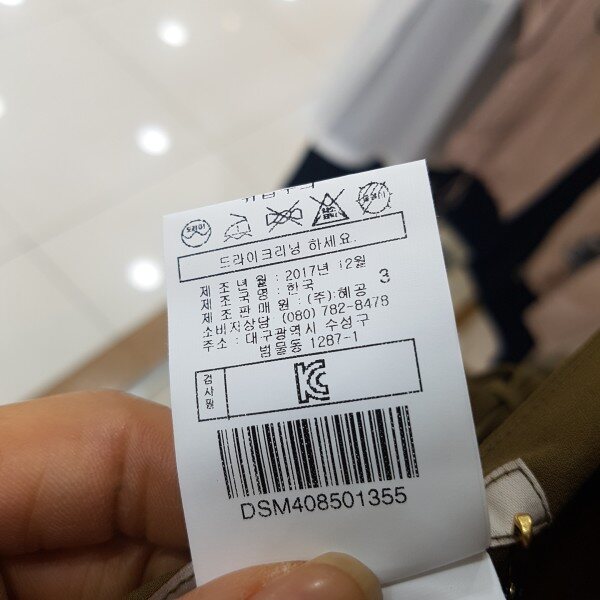 드라이
드라이크리닝 하세요.
제 조 년 월 : 2017년 12월
제 조 국 명 : 한국 3
제 조 판 매 원 : (주)혜공
소비자상담 (080) 782-8478
주소 : 대구광역시 수성구
범물동 1287-1
검사필
KC
DSM408501355